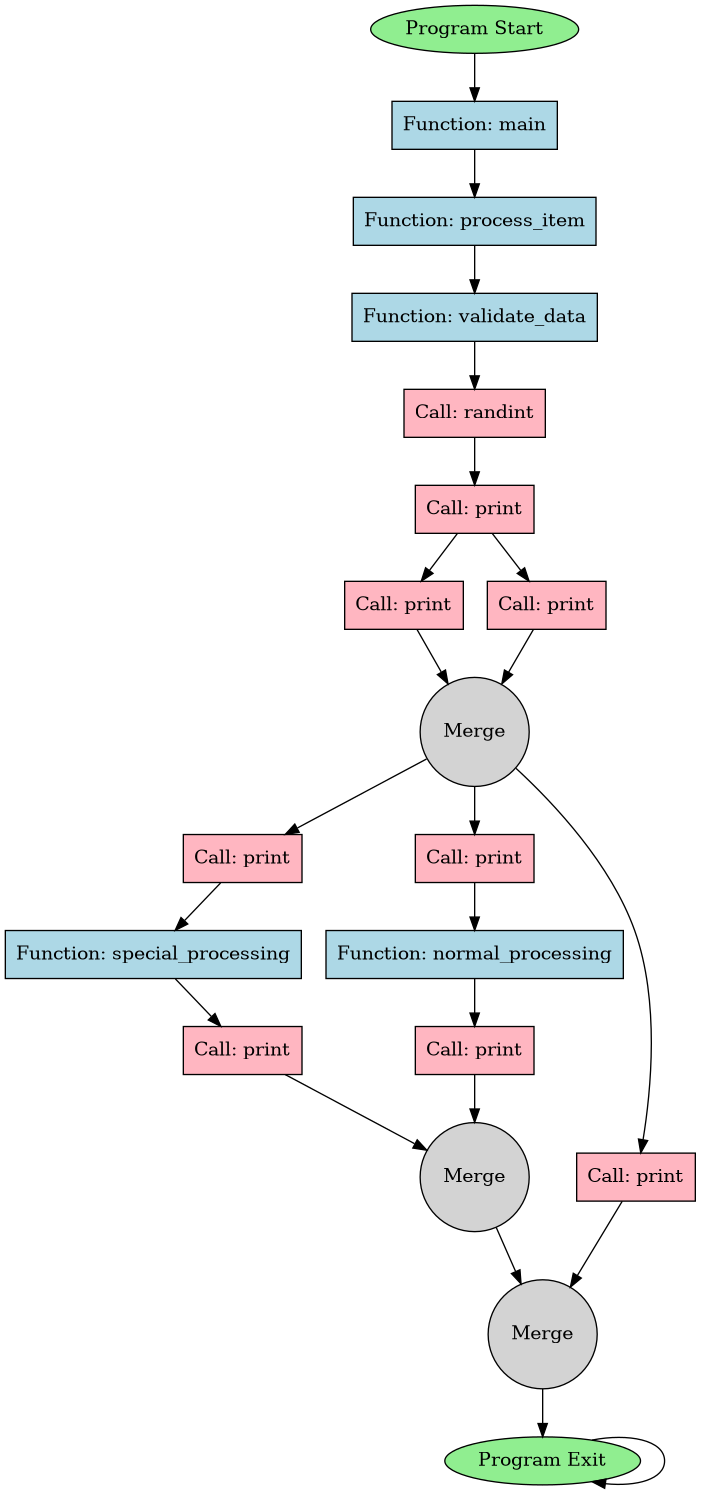 Program Start
Function: main
Function: process_item
Function: validate_data
Call: randint
Call: print
Call: print
Call: print
Merge
Call: print
Call: print
Function: special_processing
Function: normal_processing
Call: print
Call: print
Merge
Call: print
Merge
Program Exit